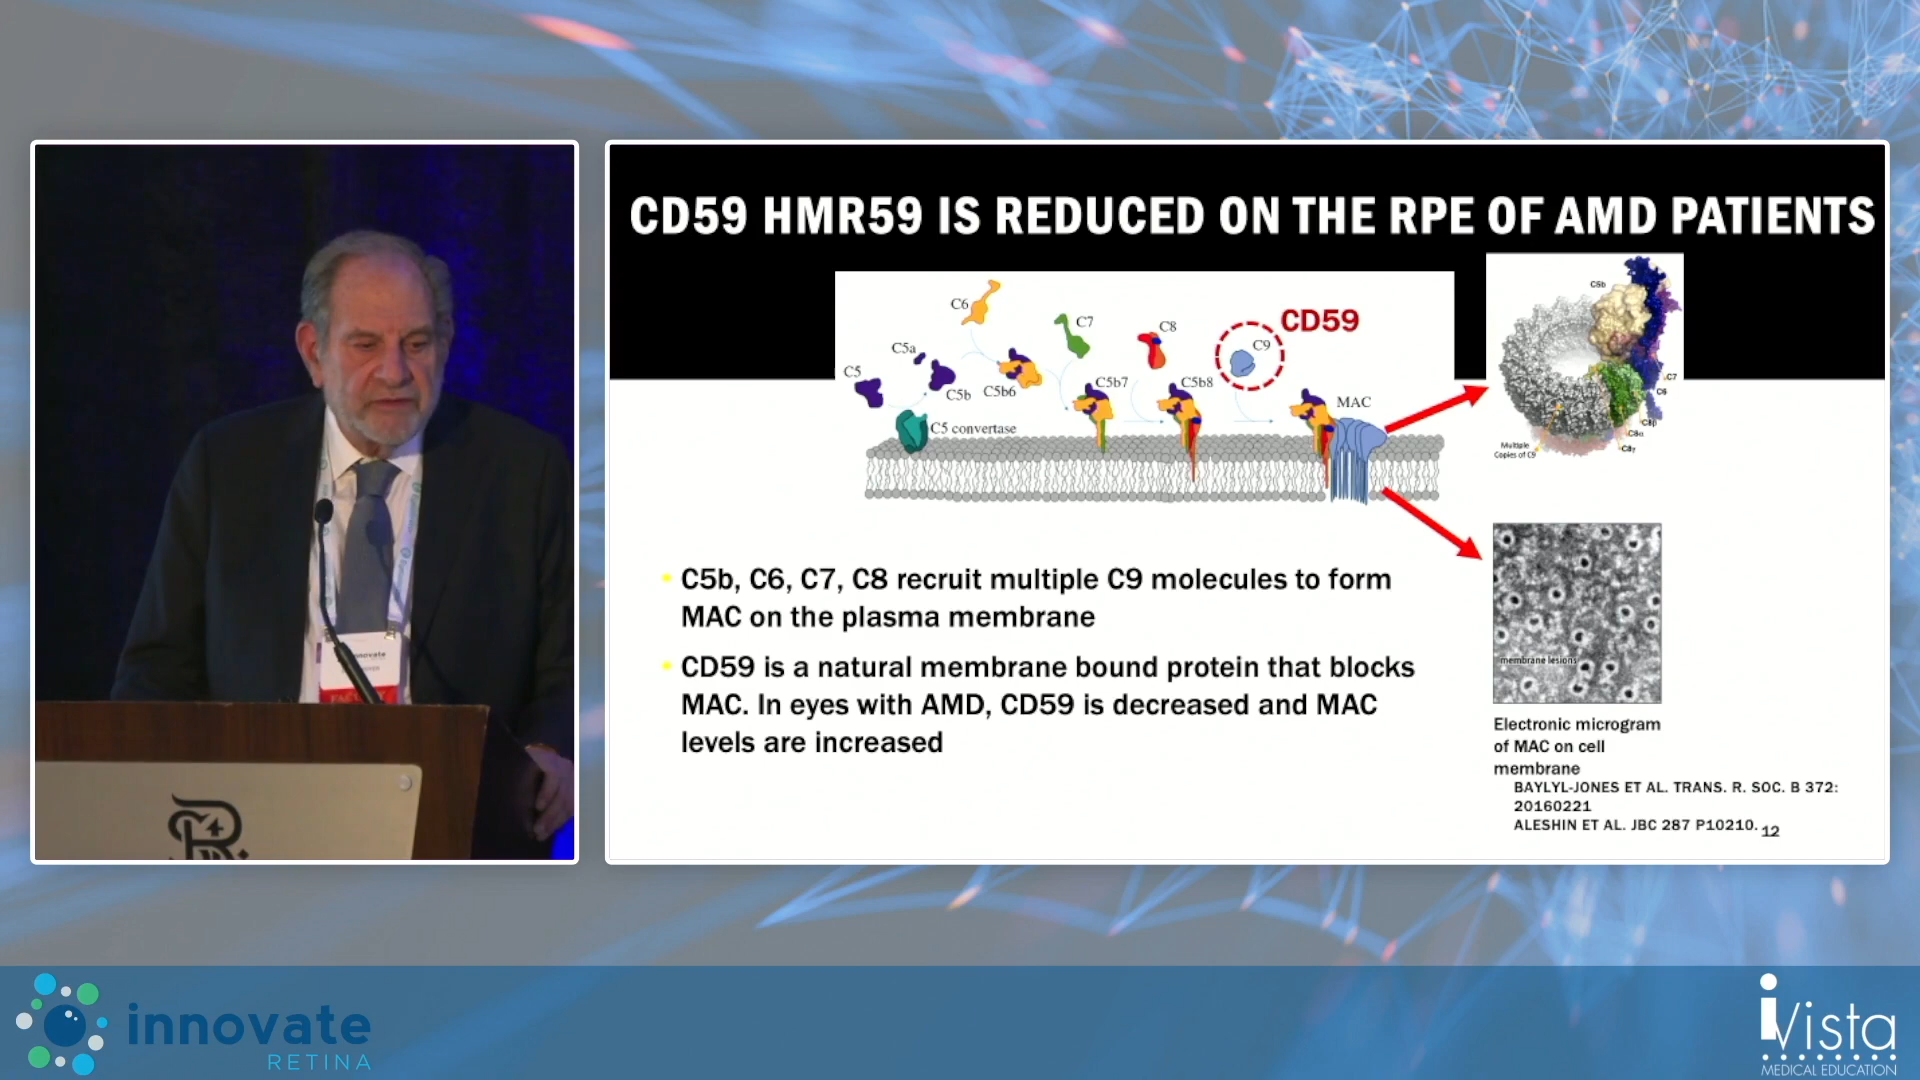 CD59 HMR59 IS REDUCED ON THE RPE OF AMD PATIENTS
C6
C7
C8
C9
CD59
C5a
C5
C5b
C5b6
C5b7
C5b8
MAC
C5 convertase
C5b
C7
C6
C8β
C8α
C8γ
Multiple
Copies of C9
C5b, C6, C7, C8 recruit multiple C9 molecules to form
MAC on the plasma membrane
CD59 is a natural membrane bound protein that blocks
MAC. In eyes with AMD, CD59 is decreased and MAC
levels are increased
membrane lesions
Electronic microgram
of MAC on cell
membrane
BAYLYL-JONES ET AL. TRANS. R. SOC. B 372:
20160221
ALESHIN ET AL. JBC 287 P10210.
12
innovate
RETINA
iVista
MEDICAL EDUCATION